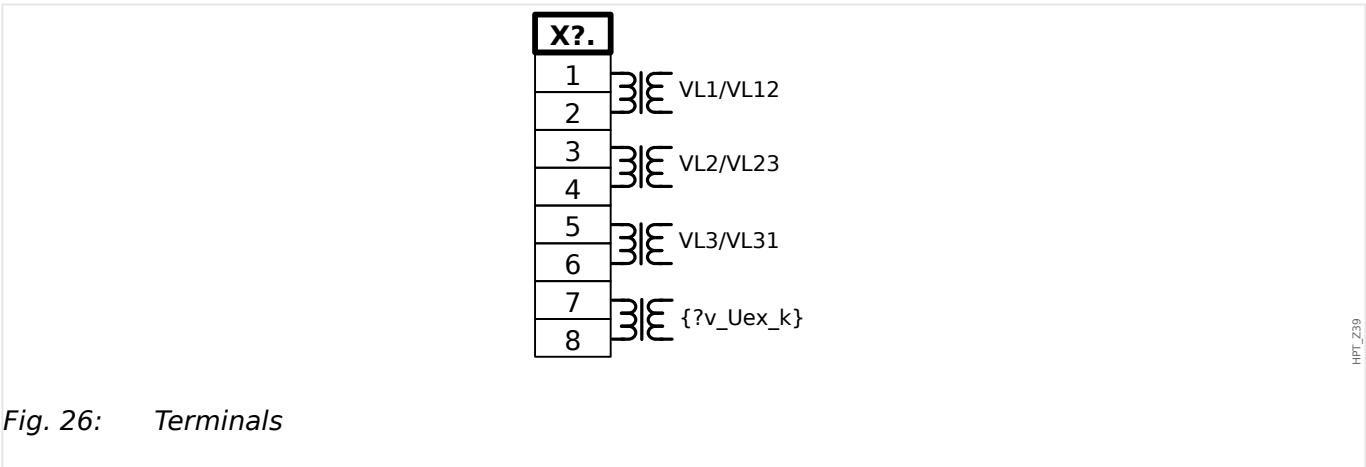 X?.
1
VL1/VL12
2
3
VL2/VL23
4
5
VL3/VL31
6
7
{?v_Uex_k}
8
HPT_Z39
Fig. 26: Terminals